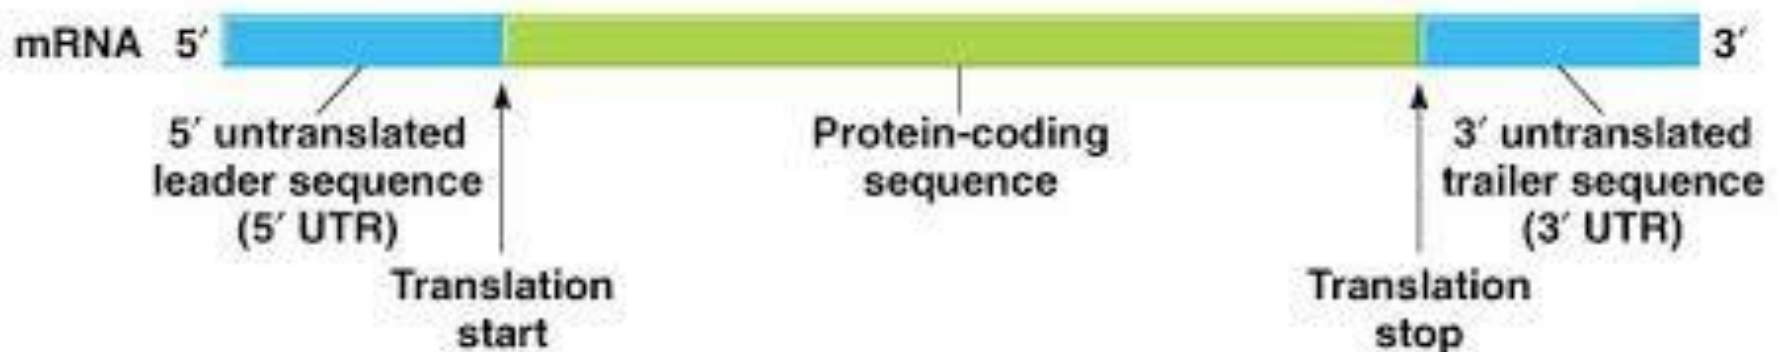 mRNA 5′ 3′
5′ untranslated
leader sequence
(5′ UTR)
Protein-coding
sequence
3′ untranslated
trailer sequence
(3′ UTR)
Translation
start
Translation
stop